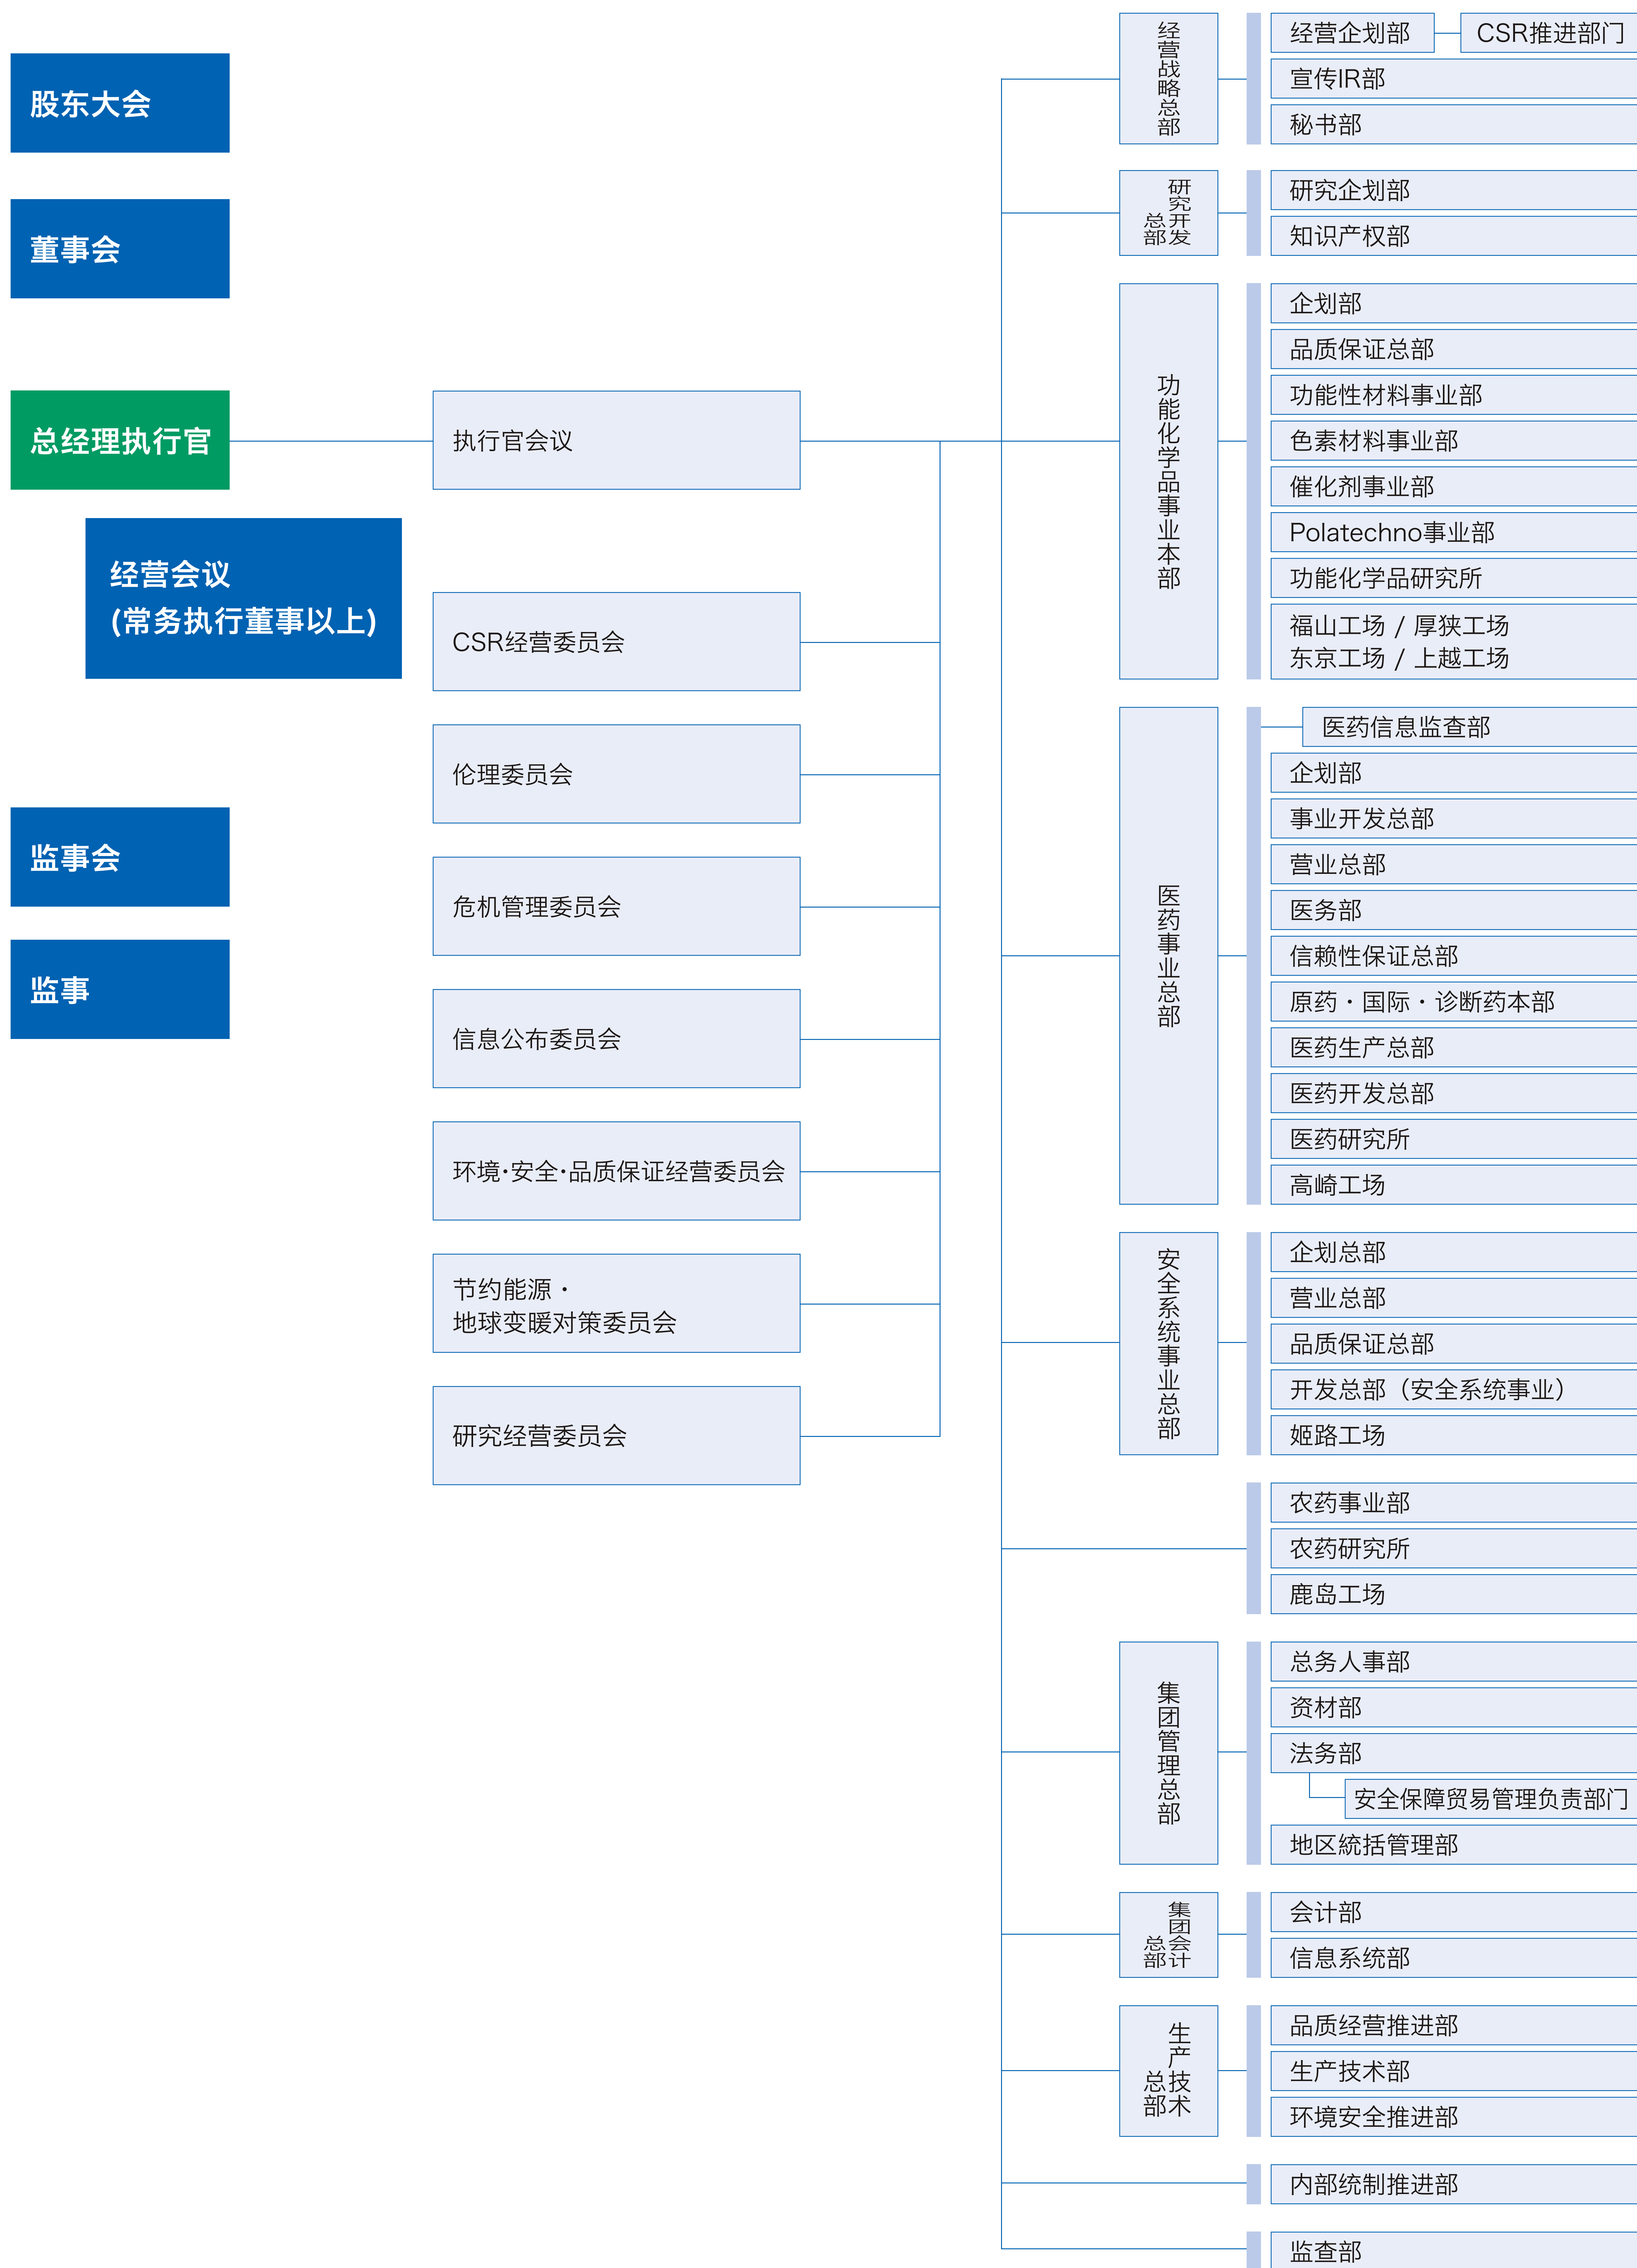 股东大会
董事会
总经理执行官
经营会议
(常务执行董事以上)
监事会
监事
执行官会议
CSR经营委员会
伦理委员会
危机管理委员会
信息公布委员会
环境·安全·品质保证经营委员会
节约能源·
地球变暖对策委员会
研究经营委员会
经营战略总部
经营企划部
CSR推进部门
宣传IR部
秘书部
研究开发
总部
研究企划部
知识产权部
功能化学品事业本部
企划部
品质保证总部
功能性材料事业部
色素材料事业部
催化剂事业部
Polatechno事业部
功能化学品研究所
福山工场 / 厚狭工场
东京工场 / 上越工场
医药事业总部
医药信息监查部
企划部
事业开发总部
营业总部
医务部
信赖性保证总部
原药·国际·诊断药本部
医药生产总部
医药开发总部
医药研究所
高崎工场
安全系统事业总部
企划总部
营业总部
品质保证总部
开发总部（安全系统事业）
姬路工场
农药事业部
农药研究所
鹿岛工场
集团管理总部
总务人事部
资材部
法务部
安全保障贸易管理负责部门
地区統括管理部
集团会计
总部
会计部
信息系统部
生产技术
总部
品质经营推进部
生产技术部
环境安全推进部
内部统制推进部
监查部